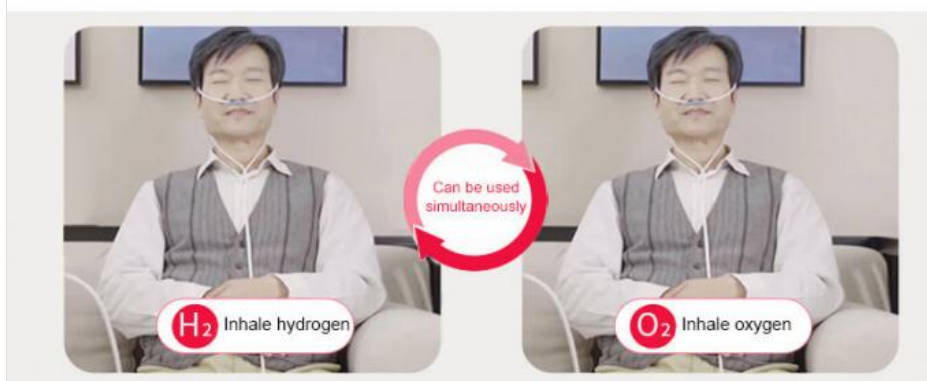 Can be used
simultaneously
H₂ Inhale hydrogen
O₂ Inhale oxygen